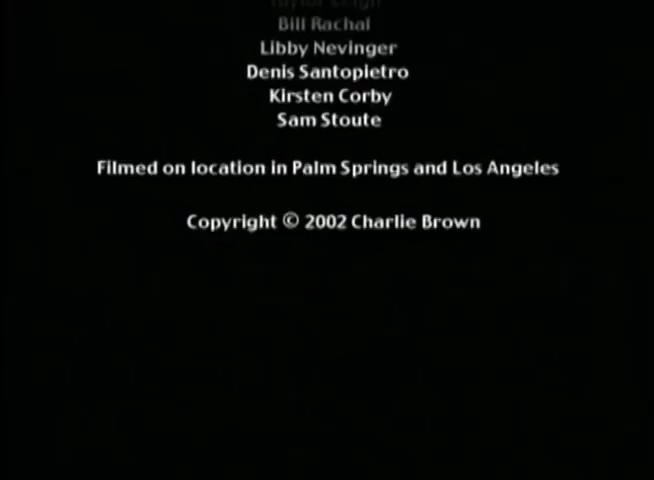 Bill Rachal
Libby Nevinger
Denis Santopietro
Kirsten Corby
Sam Stoute
Filmed on location in Palm Springs and Los Angeles
Copyright © 2002 Charlie Brown